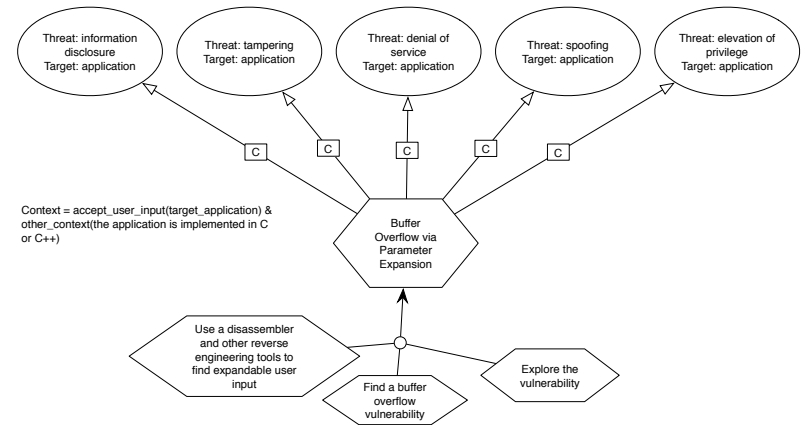 Threat: information
disclosure
Target: application
Threat: tampering
Target: application
Threat: denial of
service
Target: application
Threat: spoofing
Target: application
Threat: elevation of
privilege
Target: application
C
C
C
C
C
Context = accept_user_input(target_application) &
other_context(the application is implemented in C
or C++)
Buffer
Overflow via
Parameter
Expansion
Use a disassembler
and other reverse
engineering tools to
find expandable user
input
Find a buffer
overflow
vulnerability
Explore the
vulnerability